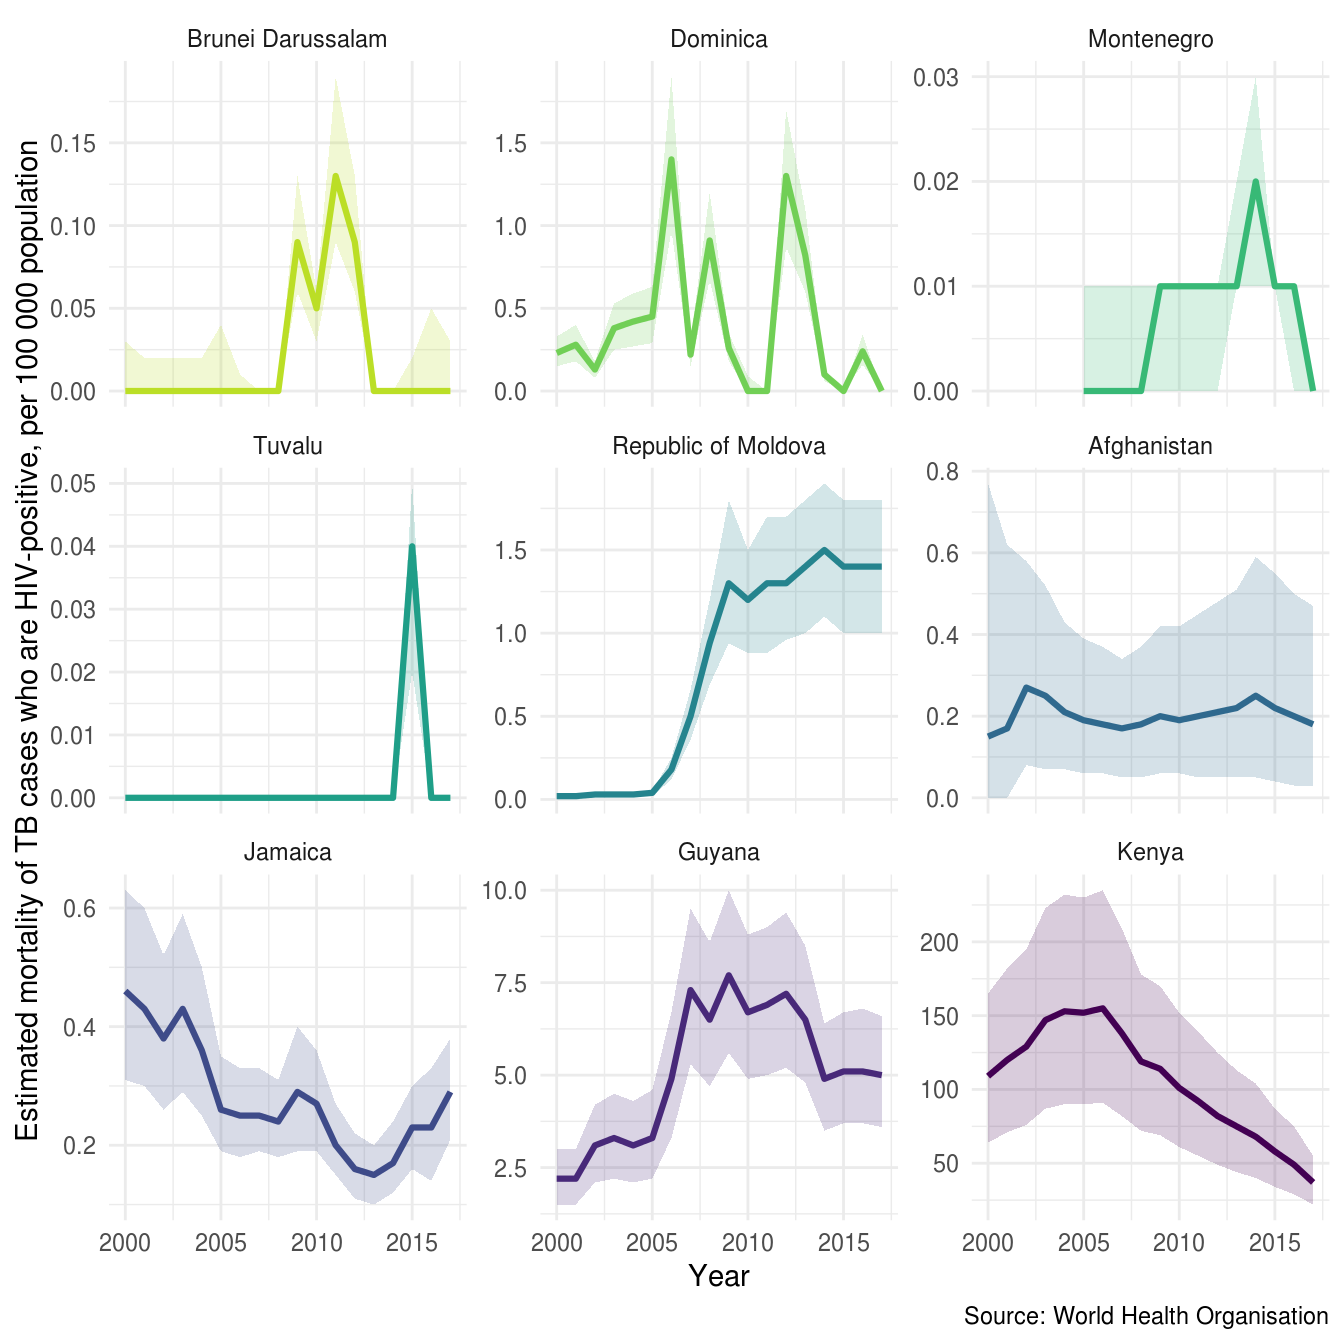 Brunei Darussalam
Dominica
Montenegro
0.15
0.10
0.05
0.00
1.5
1.0
0.5
0.0
0.03
0.02
0.01
0.00
Tuvalu
Republic of Moldova
Afghanistan
0.05
0.04
0.03
0.02
0.01
0.00
1.5
1.0
0.5
0.0
0.8
0.6
0.4
0.2
0.0
Jamaica
Guyana
Kenya
0.6
0.4
0.2
10.0
7.5
5.0
2.5
200
150
100
50
2000 2005 2010 2015
2000 2005 2010 2015
2000 2005 2010 2015
Estimated mortality of TB cases who are HIV-positive, per 100 000 population
Year
Source: World Health Organisation